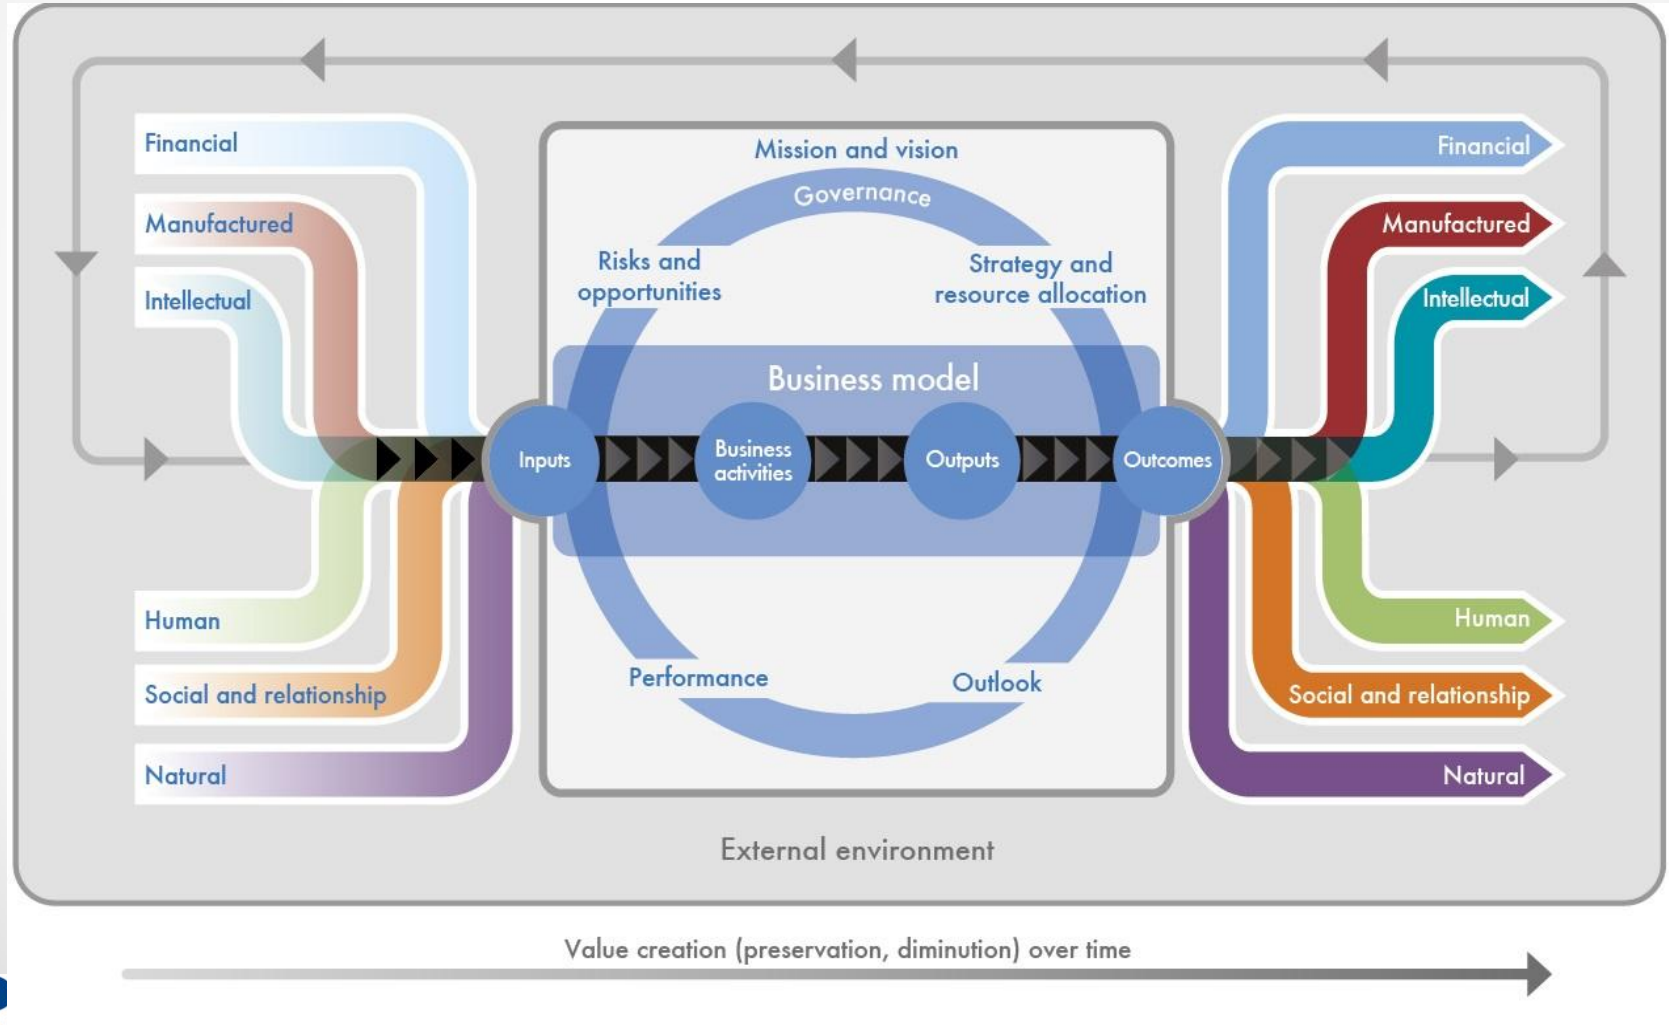 Financial
Manufactured
Intellectual
Human
Social and relationship
Natural
Mission and vision
Governance
Risks and
opportunities
Strategy and
resource allocation
Business model
Inputs
Business
activities
Outputs
Outcomes
Performance
Outlook
Financial
Manufactured
Intellectual
Human
Social and relationship
Natural
External environment
Value creation (preservation, diminution) over time